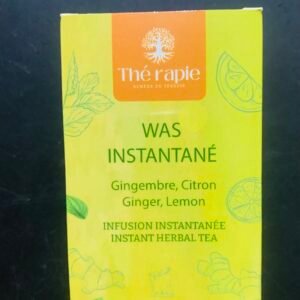 Thé rapie
WAS
INSTANTANÉ
Gingembre, Citron
Ginger, Lemon
INFUSION INSTANTANÉE
INSTANT HERBAL TEA